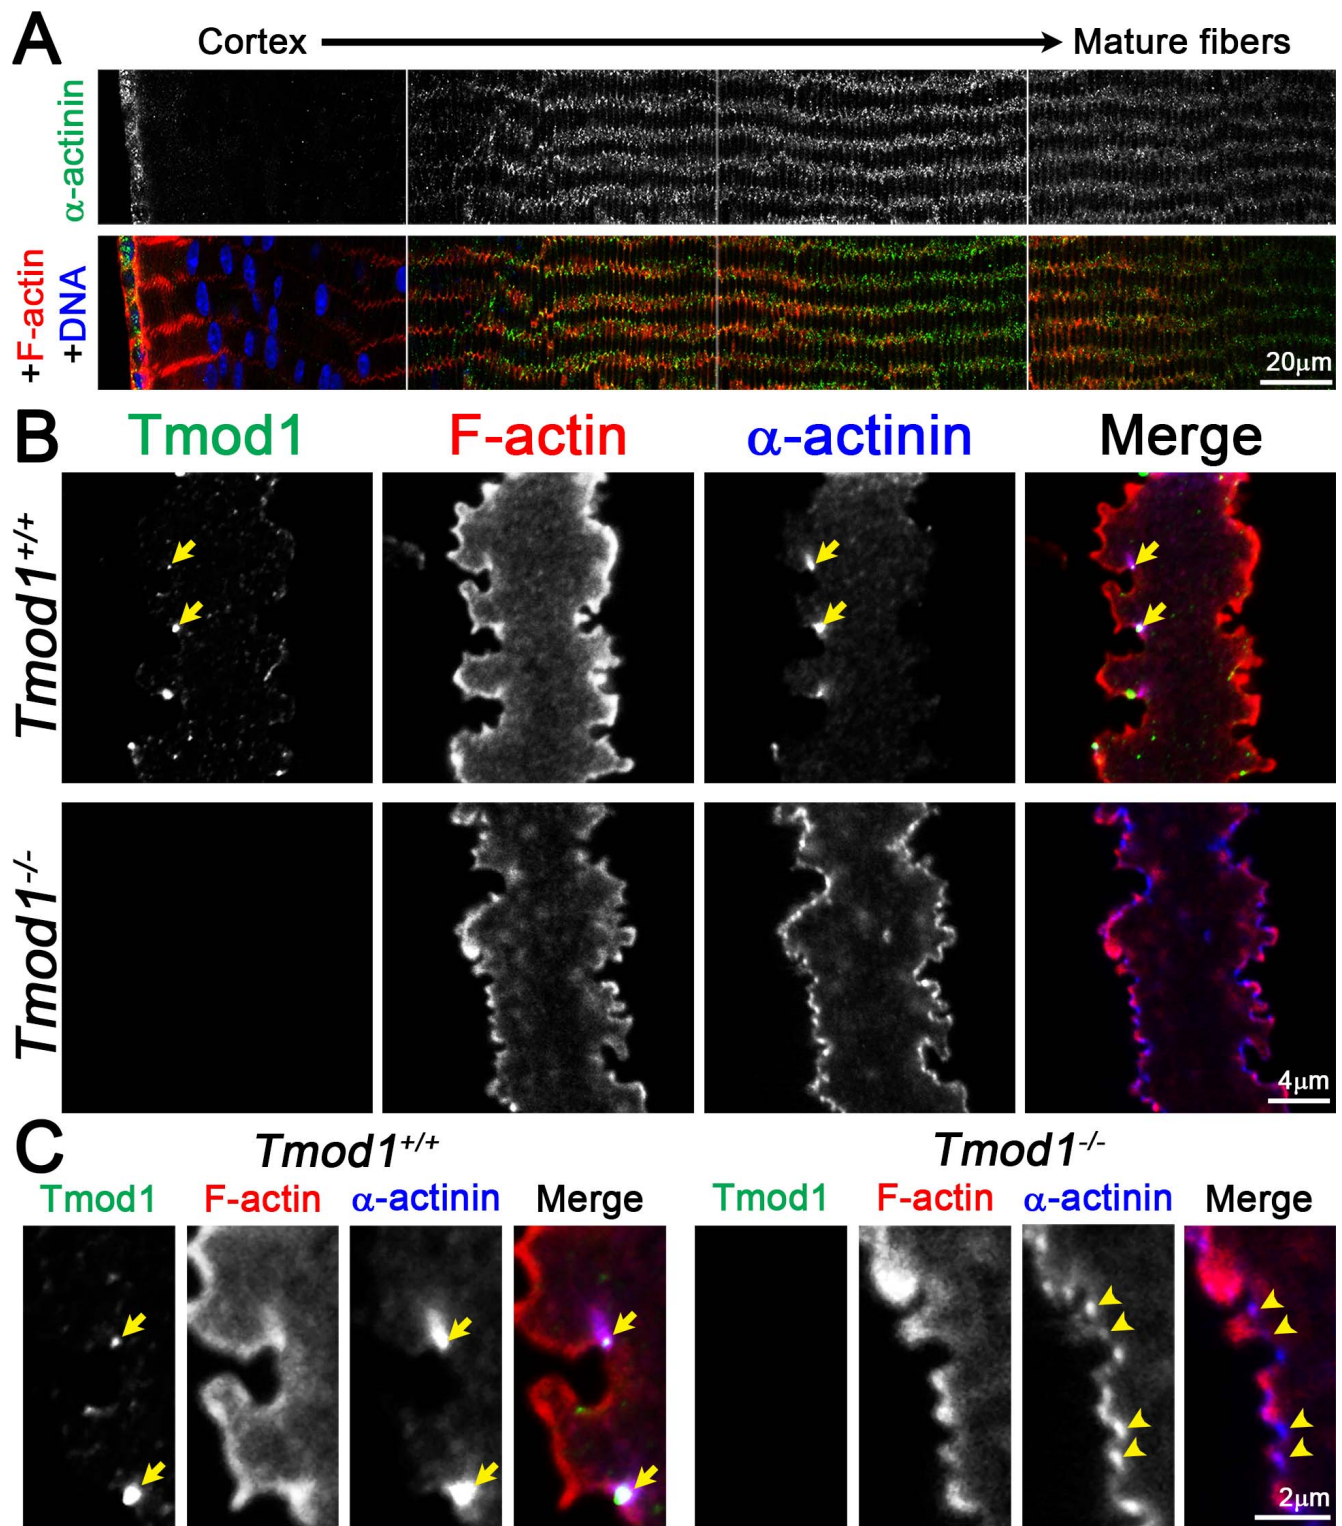 A
Cortex
Mature fibers
α-actinin
+F-actin
+DNA
20μm
B
Tmod1
F-actin
α-actinin
Merge
Tmod1+/+
Tmod1-/-
4μm
C
Tmod1+/+
Tmod1-/-
Tmod1
F-actin
α-actinin
Merge
Tmod1
F-actin
α-actinin
Merge
2μm